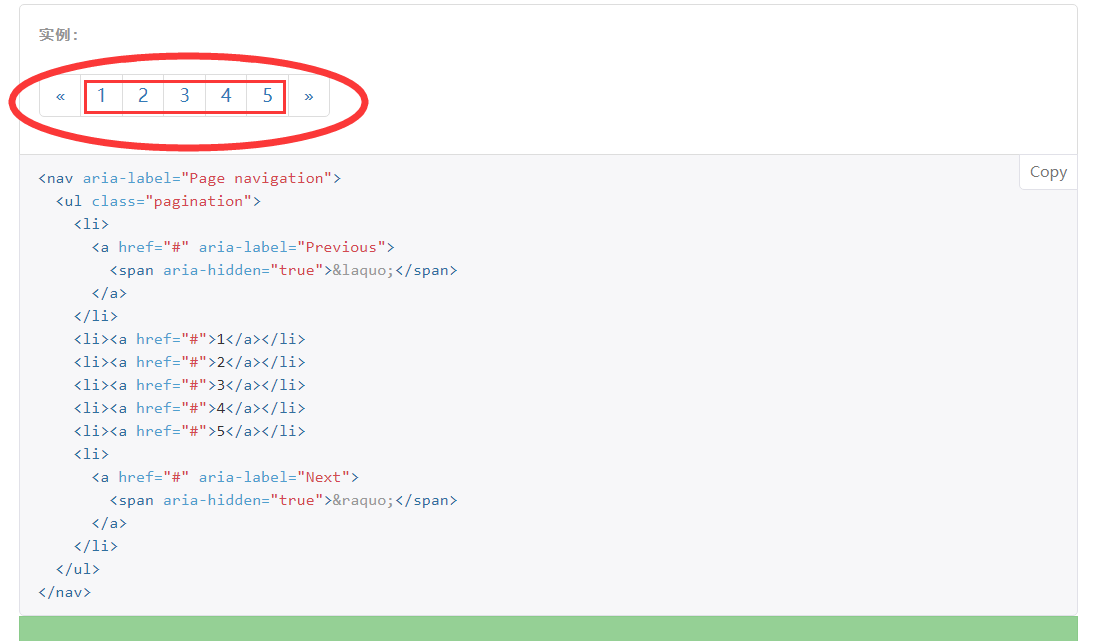 实例：
« 1 2 3 4 5 »
Copy
<nav aria-label="Page navigation">
  <ul class="pagination">
    <li>
      <a href="#" aria-label="Previous">
        <span aria-hidden="true">&laquo;</span>
      </a>
    </li>
    <li><a href="#">1</a></li>
    <li><a href="#">2</a></li>
    <li><a href="#">3</a></li>
    <li><a href="#">4</a></li>
    <li><a href="#">5</a></li>
    <li>
      <a href="#" aria-label="Next">
        <span aria-hidden="true">&raquo;</span>
      </a>
    </li>
  </ul>
</nav>